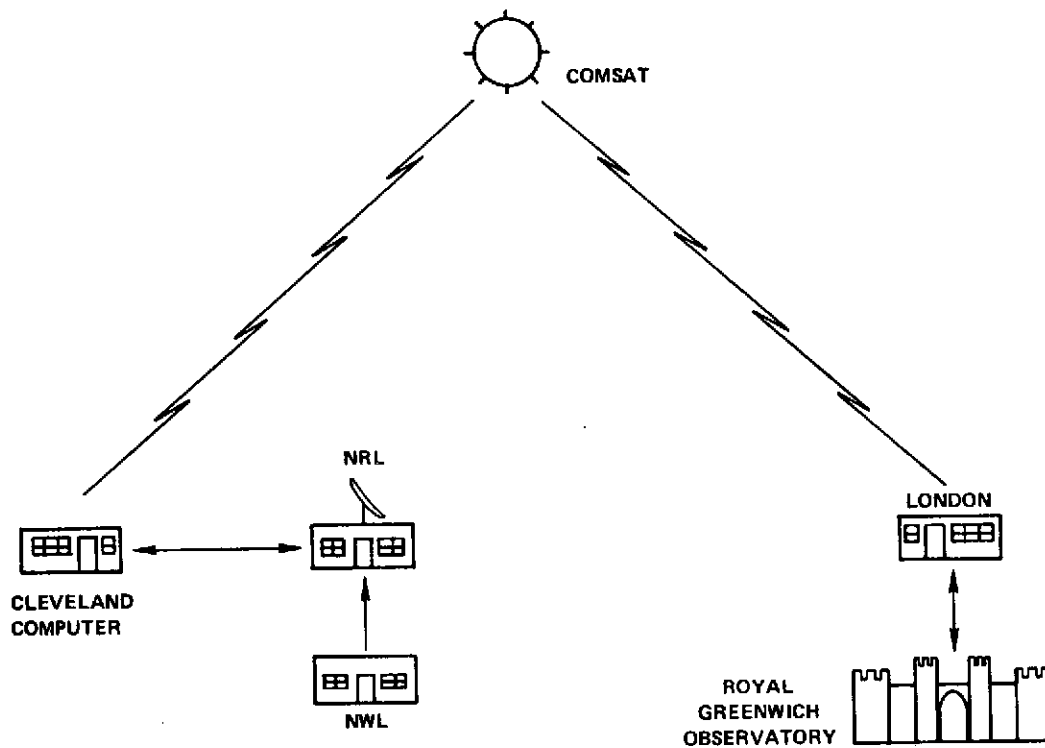 COMSAT
NRL
LONDON
CLEVELAND
COMPUTER
NWL
ROYAL
GREENWICH
OBSERVATORY